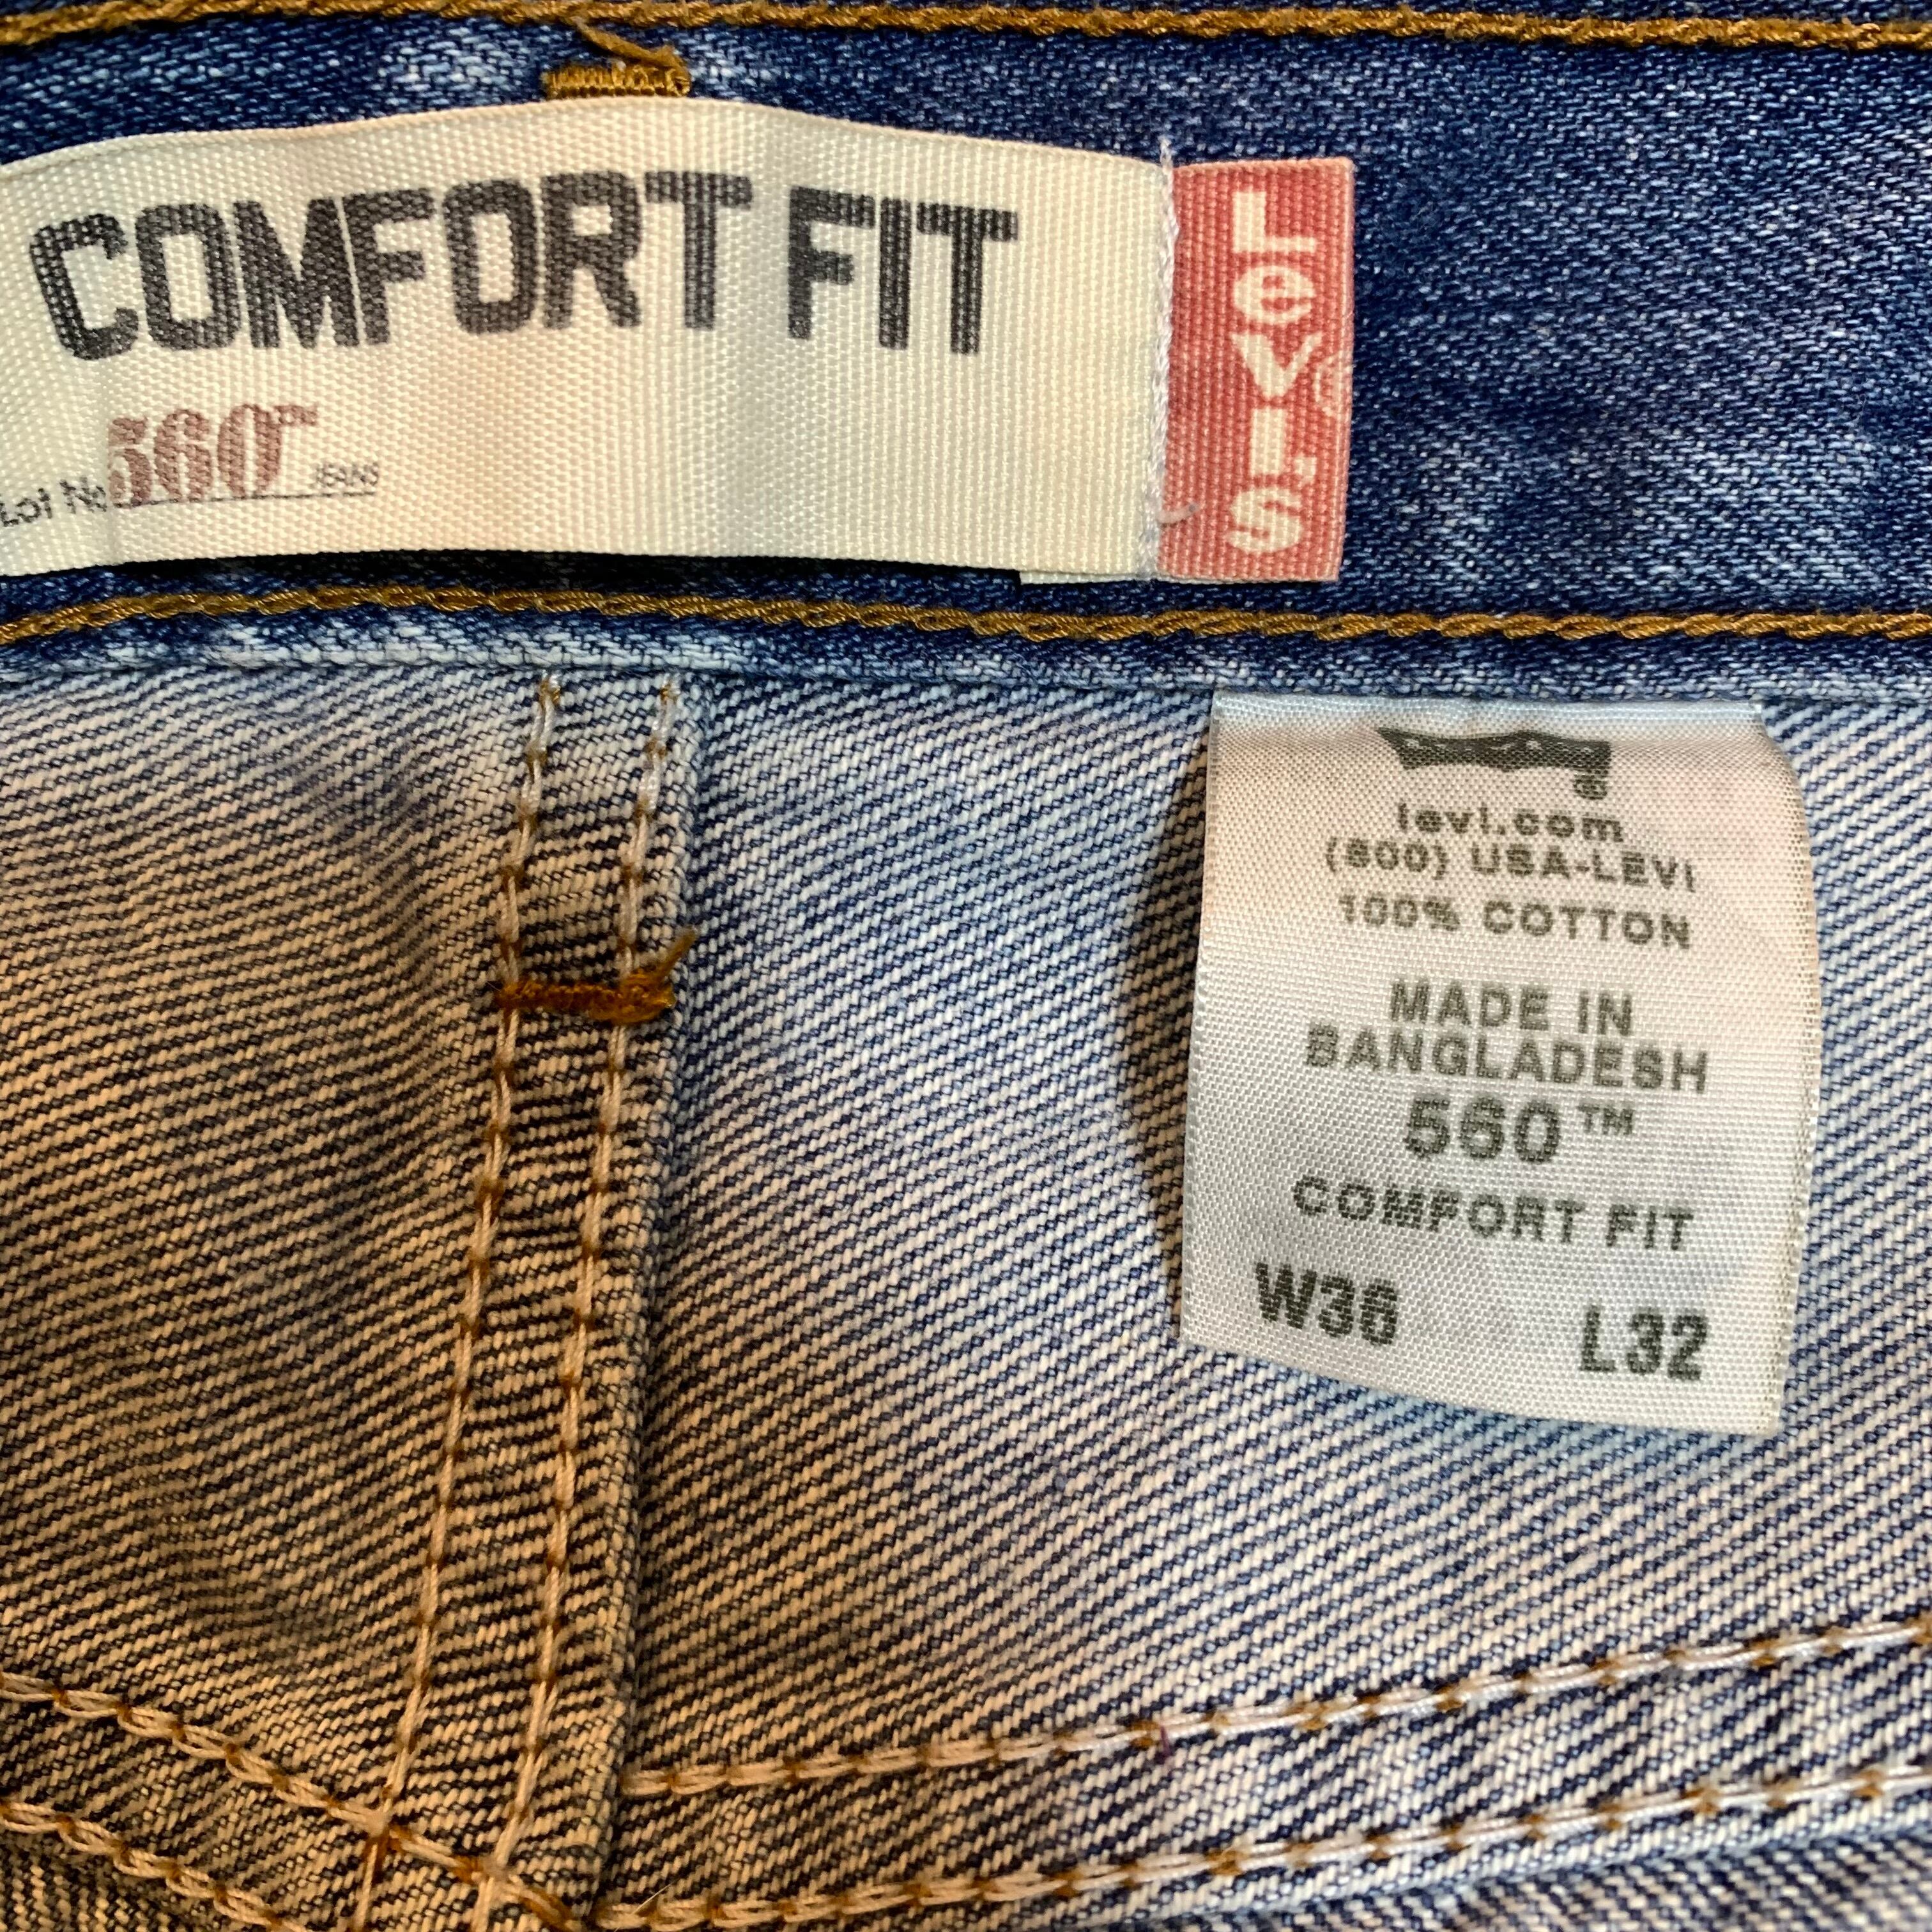 COMFORT FIT
Lot No 560™ JEANS
LeVI'S
®
levi.com
(800) USA-LEVI
100% COTTON
MADE IN
BANGLADESH
560™
COMFORT FIT
W36 L32